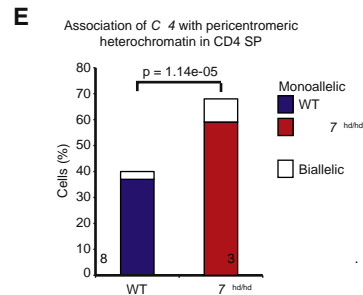 E
Association of C 4 with pericentromeric
heterochromatin in CD4 SP
p = 1.14e-05
80
70
60
50
40
30
20
10
0
Cells (%)
8
3
WT
7 hd/hd
Monoallelic
WT
7 hd/hd
Biallelic
.